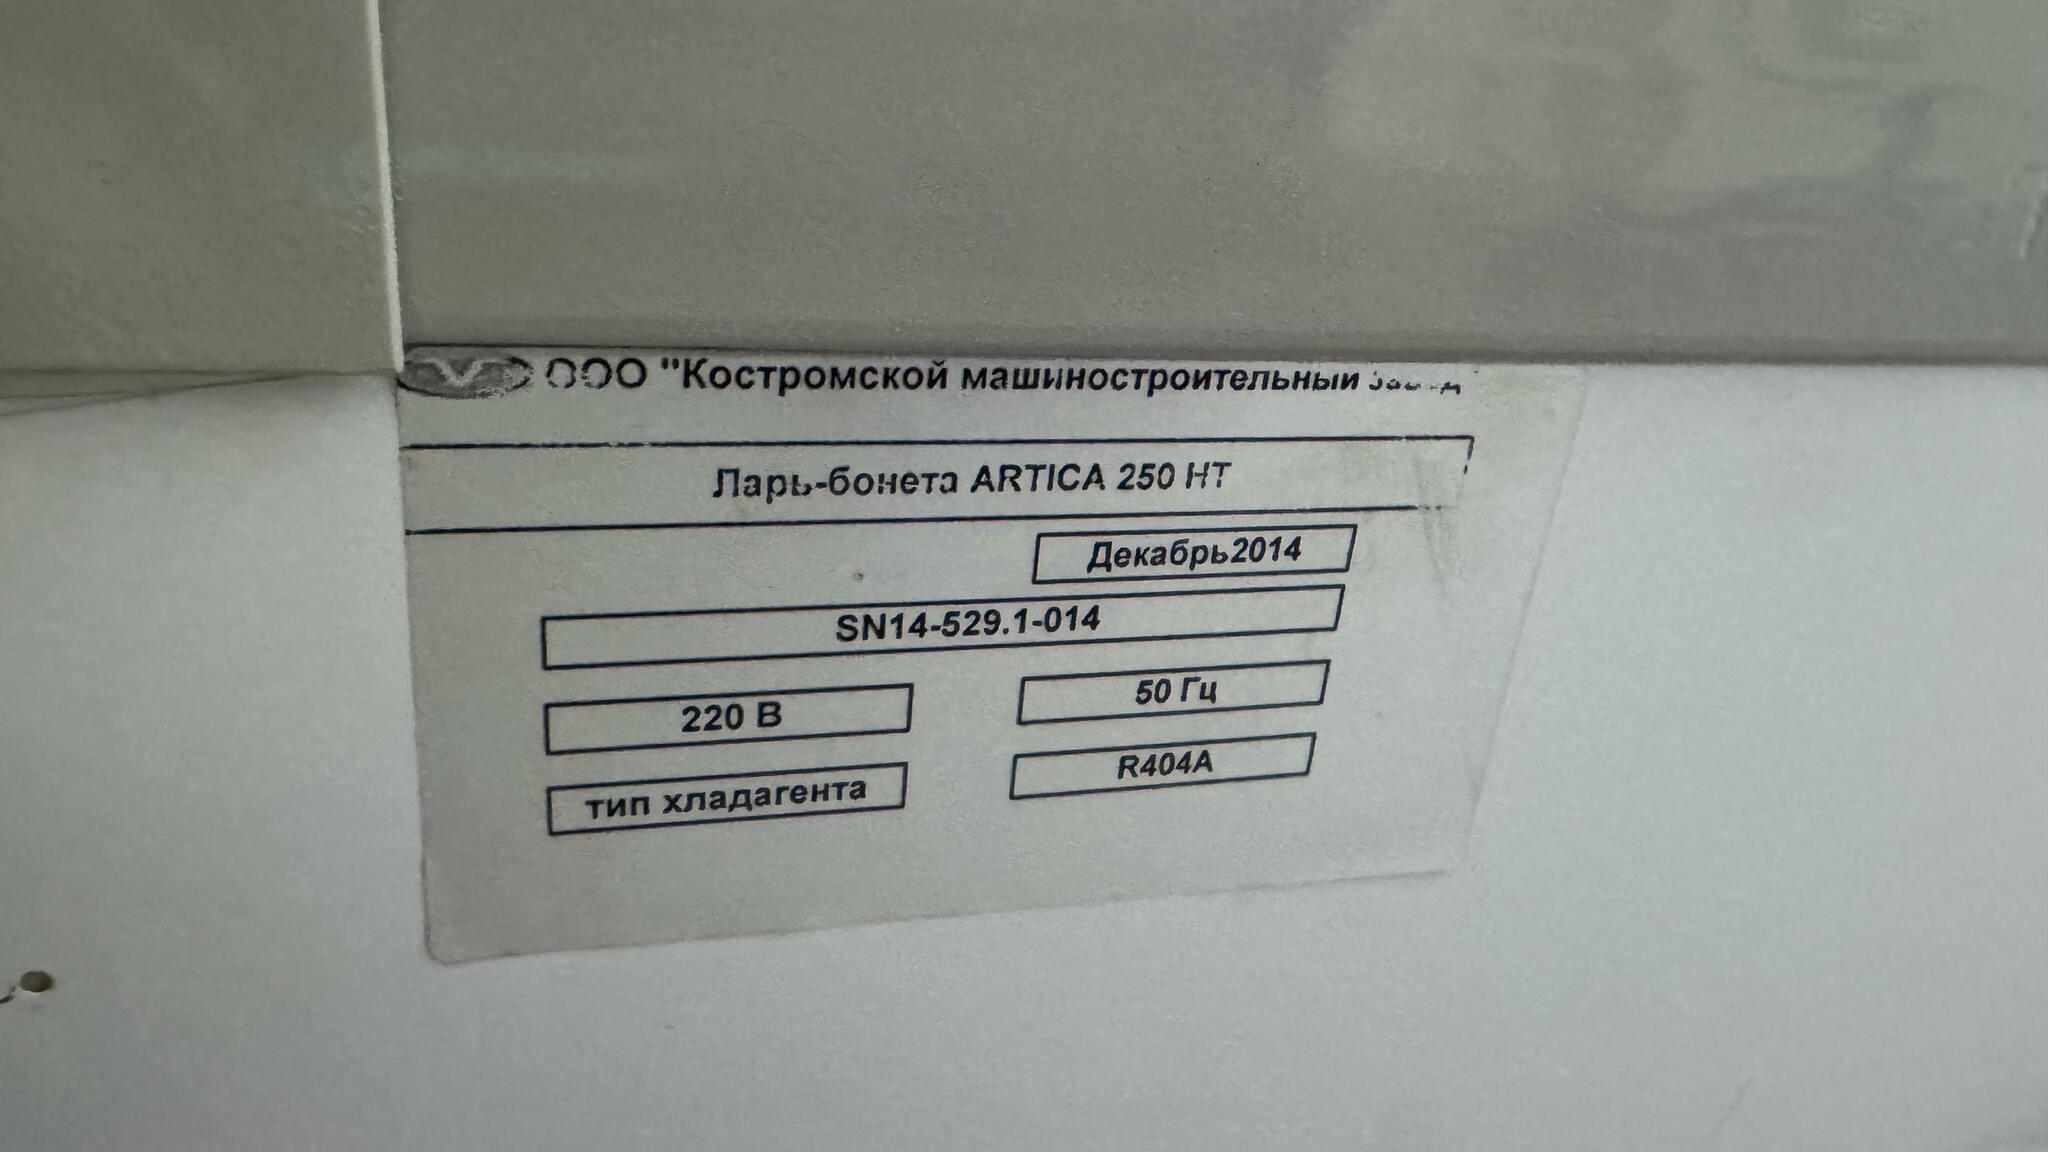 ООО "Костромской машиностроительный
Ларь-бонета ARTICA 250 НТ
Декабрь2014
SN14-529.1-014
220 В
50 Гц
тип хладагента
R404A